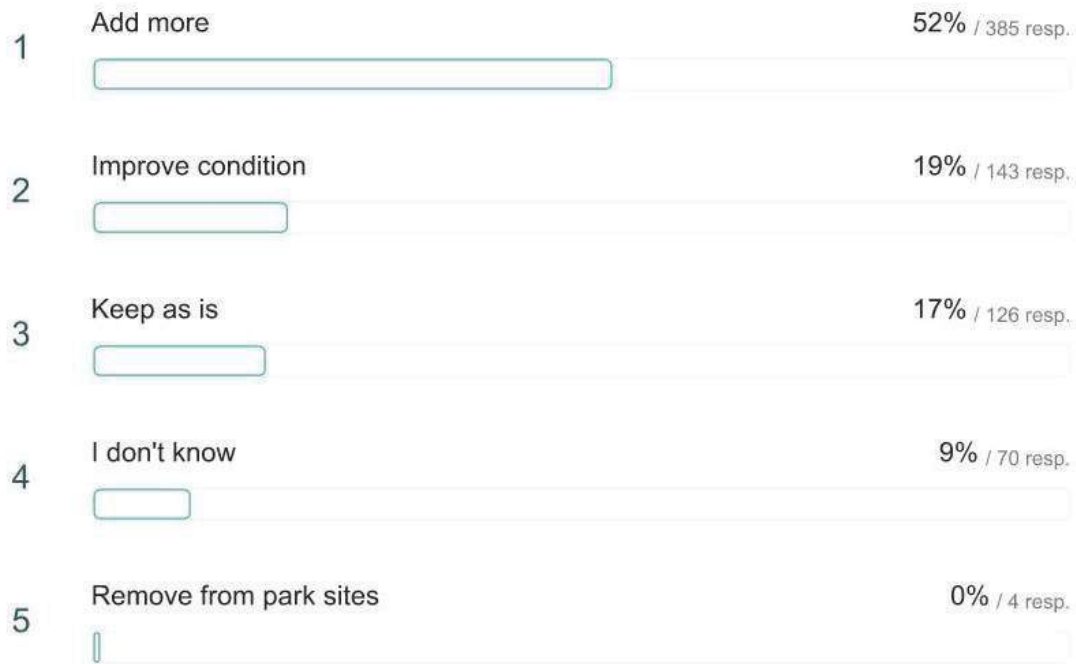 1 Add more 52% / 385 resp.
2 Improve condition 19% / 143 resp.
3 Keep as is 17% / 126 resp.
4 I don't know 9% / 70 resp.
5 Remove from park sites 0% / 4 resp.